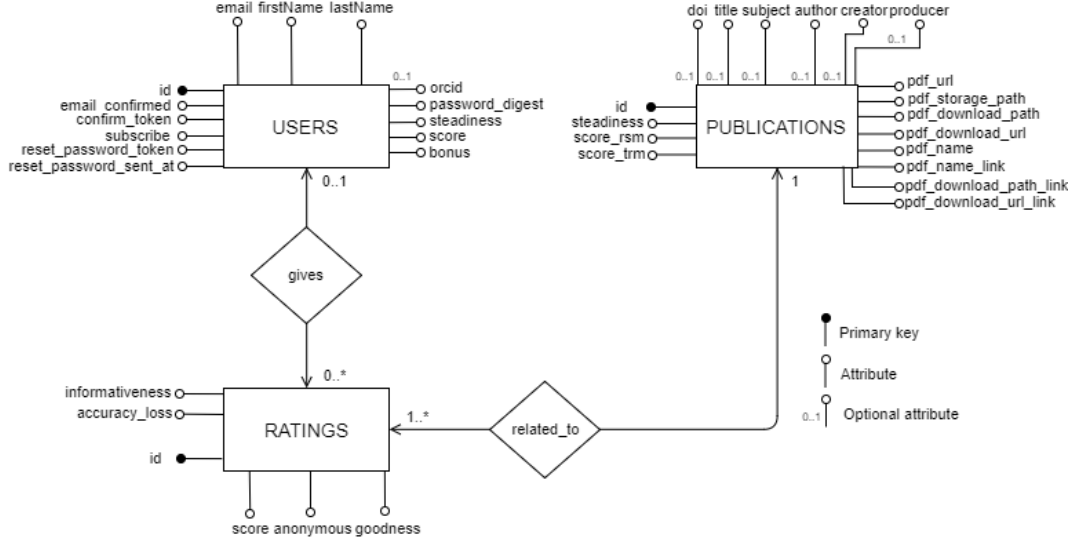 email firstName lastName
0..1
id
email_confirmed
confirm_token
subscribe
reset_password_token
reset_password_sent_at
USERS
orcid
password_digest
steadiness
score
bonus
0..1
gives
0..*
informativeness
accuracy_loss
id
RATINGS
score anonymous goodness
1..*
related_to
1
doi title subject author creator producer
0..1
0..1 0..1 0..1 0..1 0..1
id
steadiness
score_rsm
score_trm
PUBLICATIONS
pdf_url
pdf_storage_path
pdf_download_path
pdf_download_url
pdf_name
pdf_name_link
pdf_download_path_link
pdf_download_url_link
Primary key
Attribute
0..1 Optional attribute